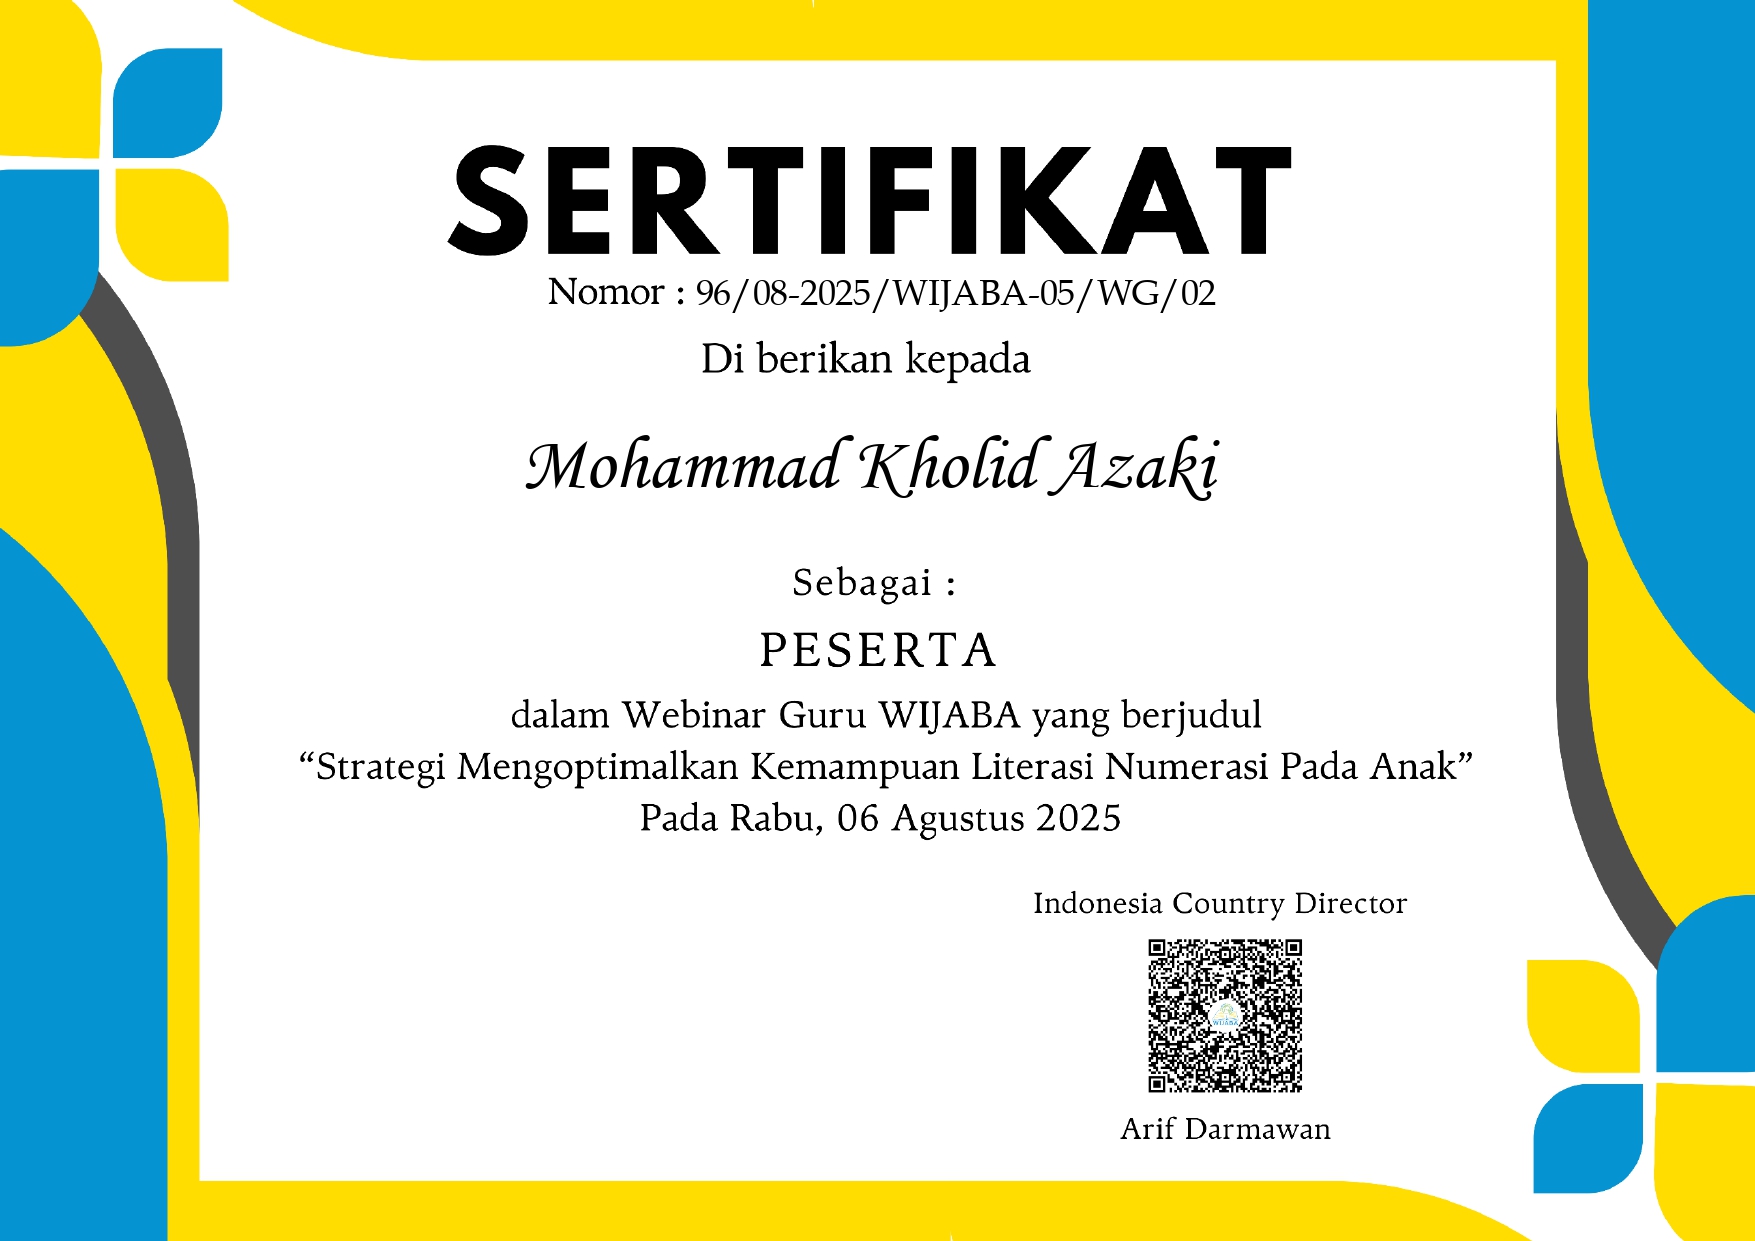 SERTIFIKAT
Nomor : 96/08-2025/WIJABA-05/WG/02
Di berikan kepada
Mohammad Kholid Azaki
Sebagai :
PESERTA
dalam Webinar Guru WIJABA yang berjudul
“Strategi Mengoptimalkan Kemampuan Literasi Numerasi Pada Anak”
Pada Rabu, 06 Agustus 2025
Indonesia Country Director
WIJABA
Arif Darmawan